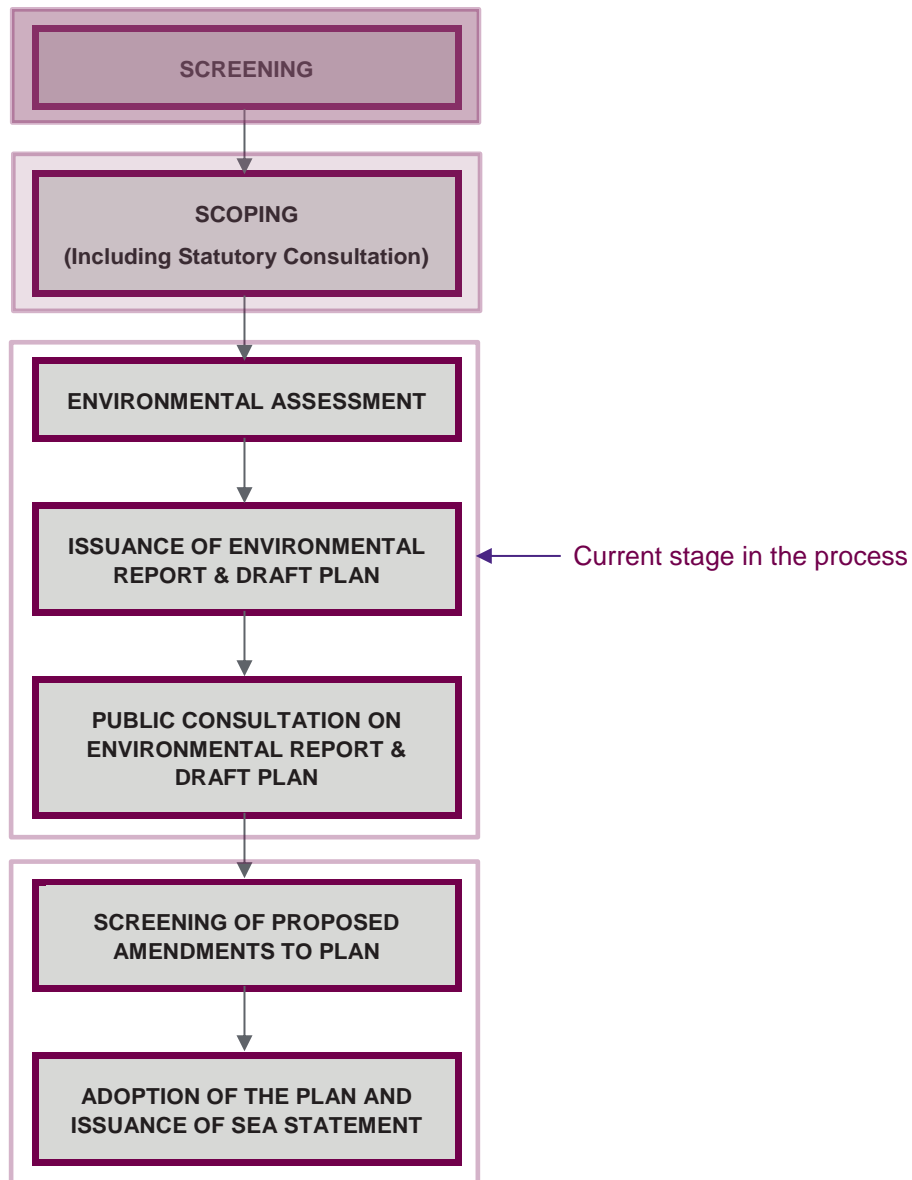 SCREENING
SCOPING
(Including Statutory Consultation)
ENVIRONMENTAL ASSESSMENT
ISSUANCE OF ENVIRONMENTAL
REPORT & DRAFT PLAN
Current stage in the process
PUBLIC CONSULTATION ON
ENVIRONMENTAL REPORT &
DRAFT PLAN
SCREENING OF PROPOSED
AMENDMENTS TO PLAN
ADOPTION OF THE PLAN AND
ISSUANCE OF SEA STATEMENT